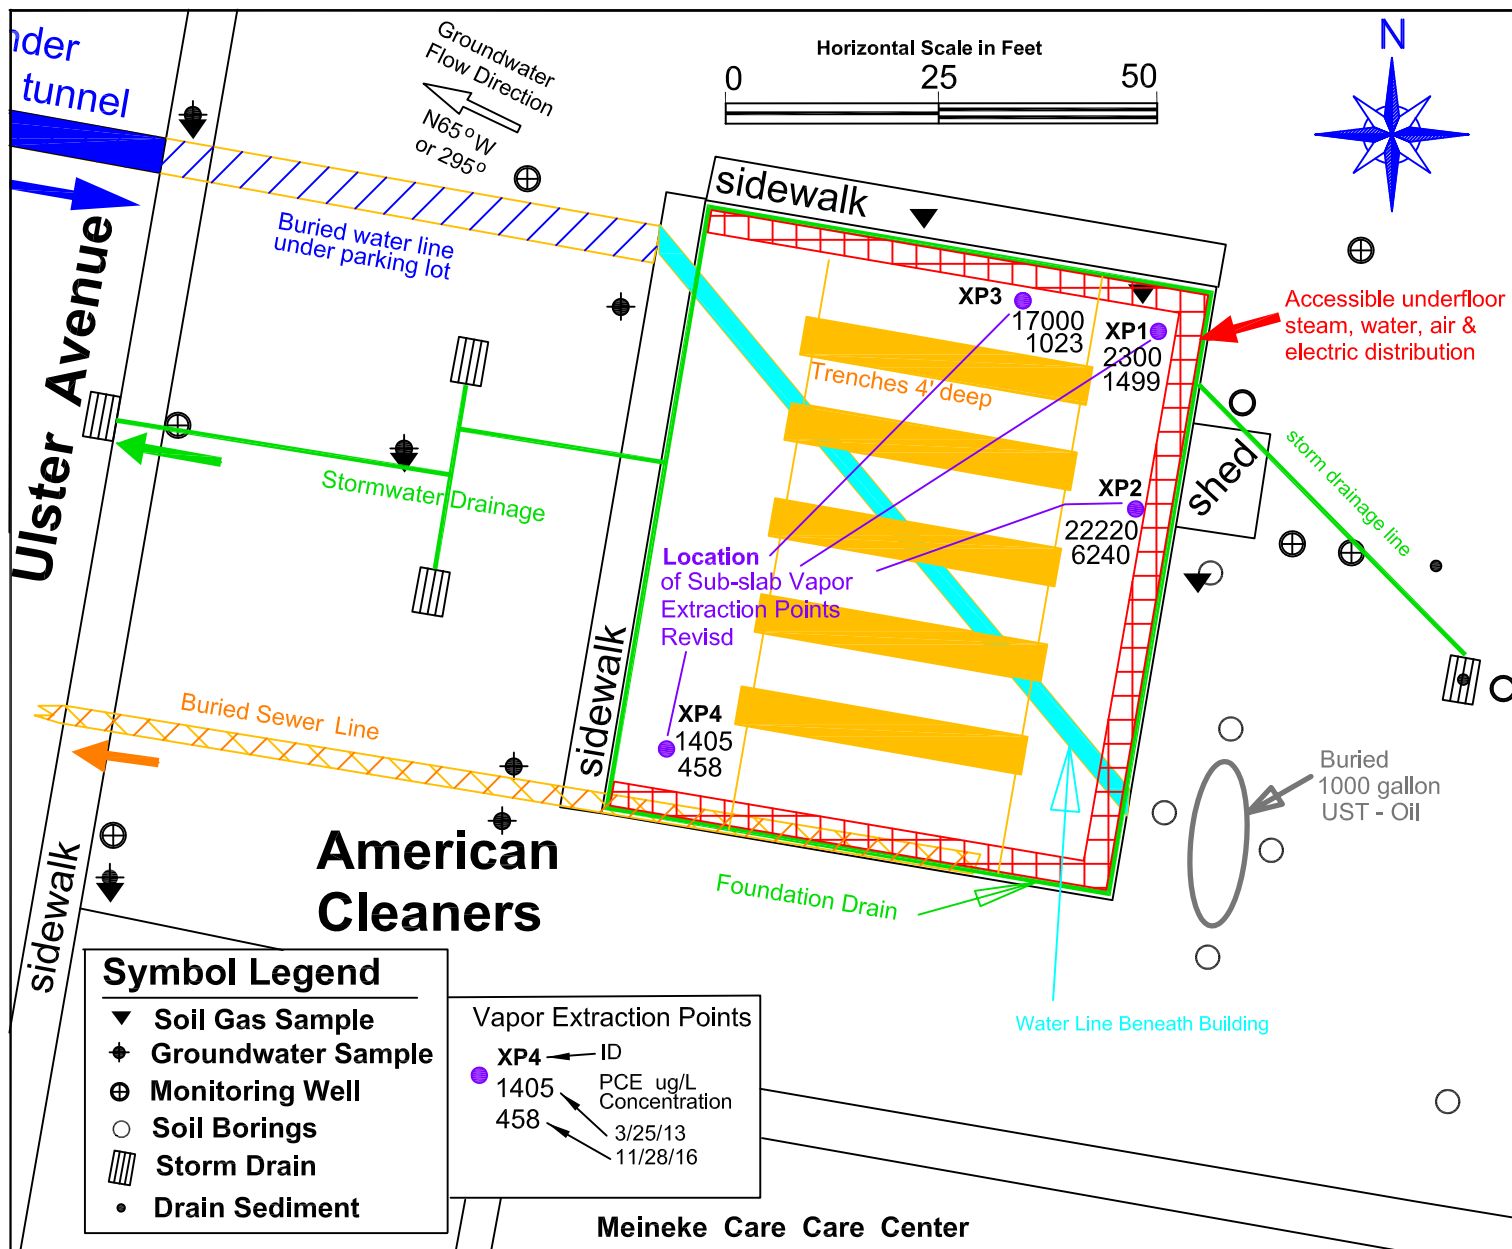 nder
tunnel
Groundwater
Flow Direction
N65°W
or 295°
Horizontal Scale in Feet
0 25 50
N
sidewalk
Buried water line
under parking lot
Ulster Avenue
XP3
17000
1023
XP1
2300
1499
Accessible underfloor
steam, water, air &
electric distribution
Trenches 4' deep
Stormwater Drainage
XP2
22220
6240
shed
storm drainage line
Location
of Sub-slab Vapor
Extraction Points
Revisd
sidewalk
XP4
1405
458
Buried Sewer Line
Buried
1000 gallon
UST - Oil
American
Cleaners
Foundation Drain
sidewalk
Water Line Beneath Building
Symbol Legend
Soil Gas Sample
Groundwater Sample
Monitoring Well
Soil Borings
Storm Drain
Drain Sediment
Vapor Extraction Points
XP4 ID
1405
458
PCE ug/L
Concentration
3/25/13
11/28/16
Meineke Care Care Center